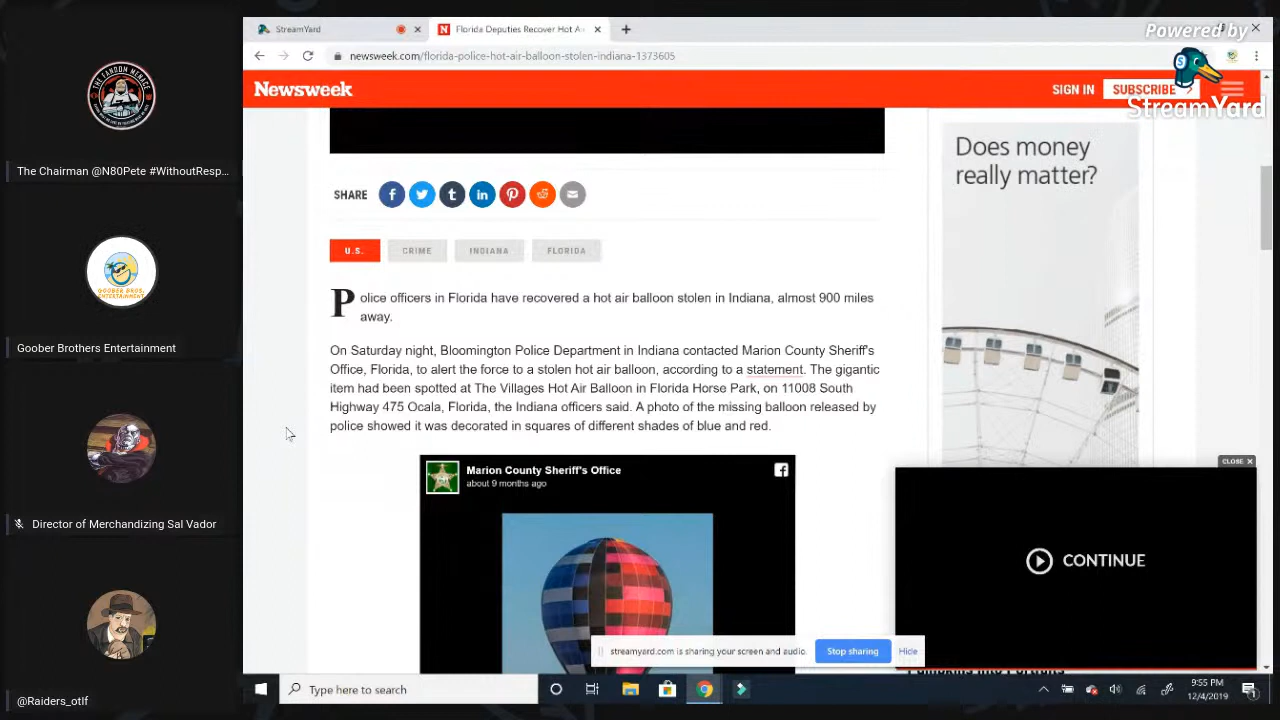 StreamYard
Florida Deputies Recover Hot A
Powered by
StreamYard
newsweek.com/florida-police-hot-air-balloon-stolen-indiana-1373605
Newsweek
SIGN IN
SUBSCRIBE
THE FANDOM MENACE
The Chairman @N80Pete #WithoutResp...
GOOBER BROS.
ENTERTAINMENT
Goober Brothers Entertainment
Director of Merchandizing Sal Vador
@Raiders_otlf
SHARE
U.S.
CRIME
INDIANA
FLORIDA
Police officers in Florida have recovered a hot air balloon stolen in Indiana, almost 900 miles
away.
On Saturday night, Bloomington Police Department in Indiana contacted Marion County Sheriff's
Office, Florida, to alert the force to a stolen hot air balloon, according to a statement. The gigantic
item had been spotted at The Villages Hot Air Balloon in Florida Horse Park, on 11008 South
Highway 475 Ocala, Florida, the Indiana officers said. A photo of the missing balloon released by
police showed it was decorated in squares of different shades of blue and red.
Marion County Sheriff's Office
about 9 months ago
Does money
really matter?
CLOSE
CONTINUE
streamyard.com is sharing your screen and audio.
Stop sharing
Hide
Type here to search
9:55 PM
12/4/2019